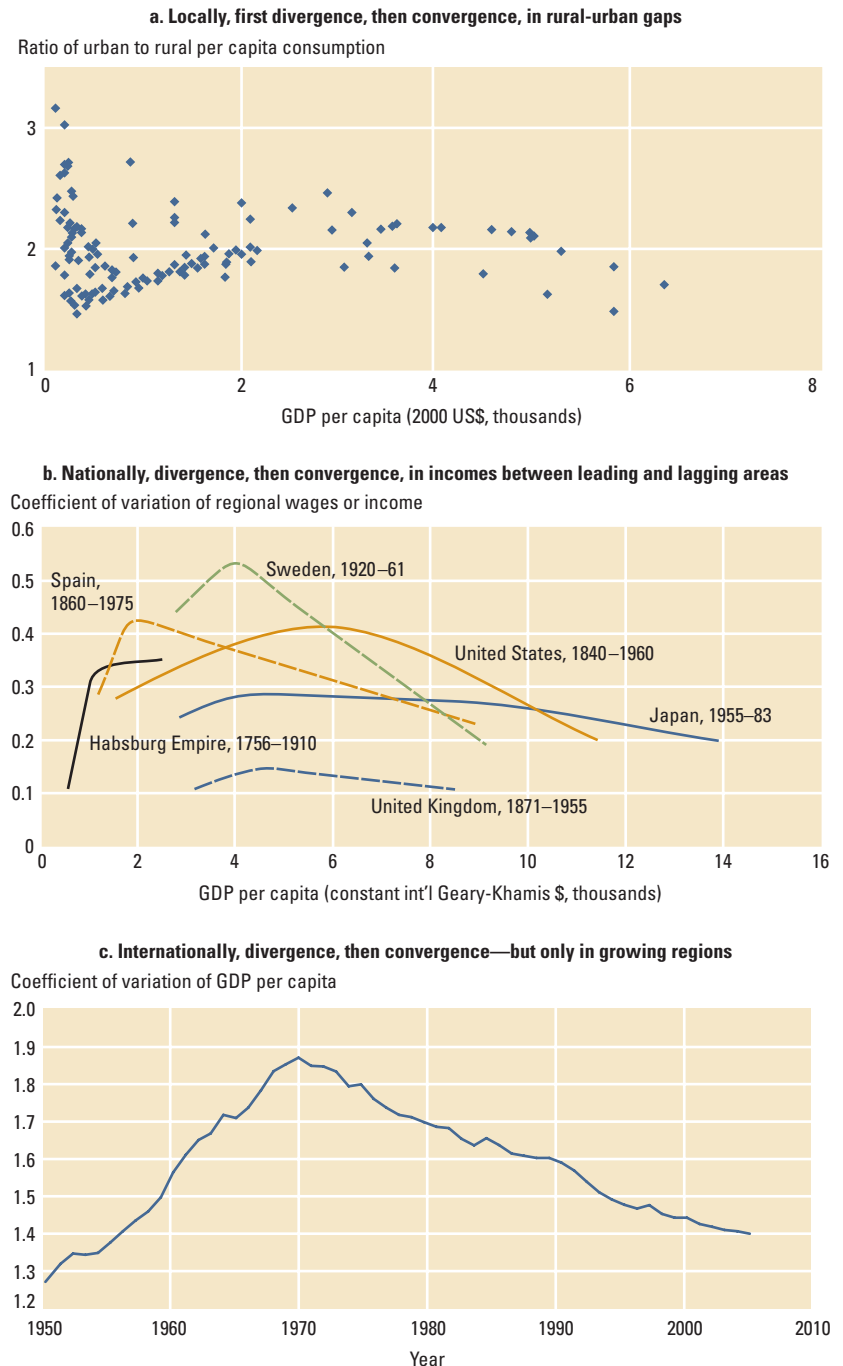 a. Locally, first divergence, then convergence, in rural-urban gaps
Ratio of urban to rural per capita consumption
3
2
1
0 2 4 6 8
GDP per capita (2000 US$, thousands)
b. Nationally, divergence, then convergence, in incomes between leading and lagging areas
Coefficient of variation of regional wages or income
0.6
0.5
0.4
0.3
0.2
0.1
0
Spain,
1860–1975
Sweden, 1920–61
United States, 1840–1960
Japan, 1955–83
Habsburg Empire, 1756–1910
United Kingdom, 1871–1955
0 2 4 6 8 10 12 14 16
GDP per capita (constant int'l Geary-Khamis $, thousands)
c. Internationally, divergence, then convergence—but only in growing regions
Coefficient of variation of GDP per capita
2.0
1.9
1.8
1.7
1.6
1.5
1.4
1.3
1.2
1950 1960 1970 1980 1990 2000 2010
Year